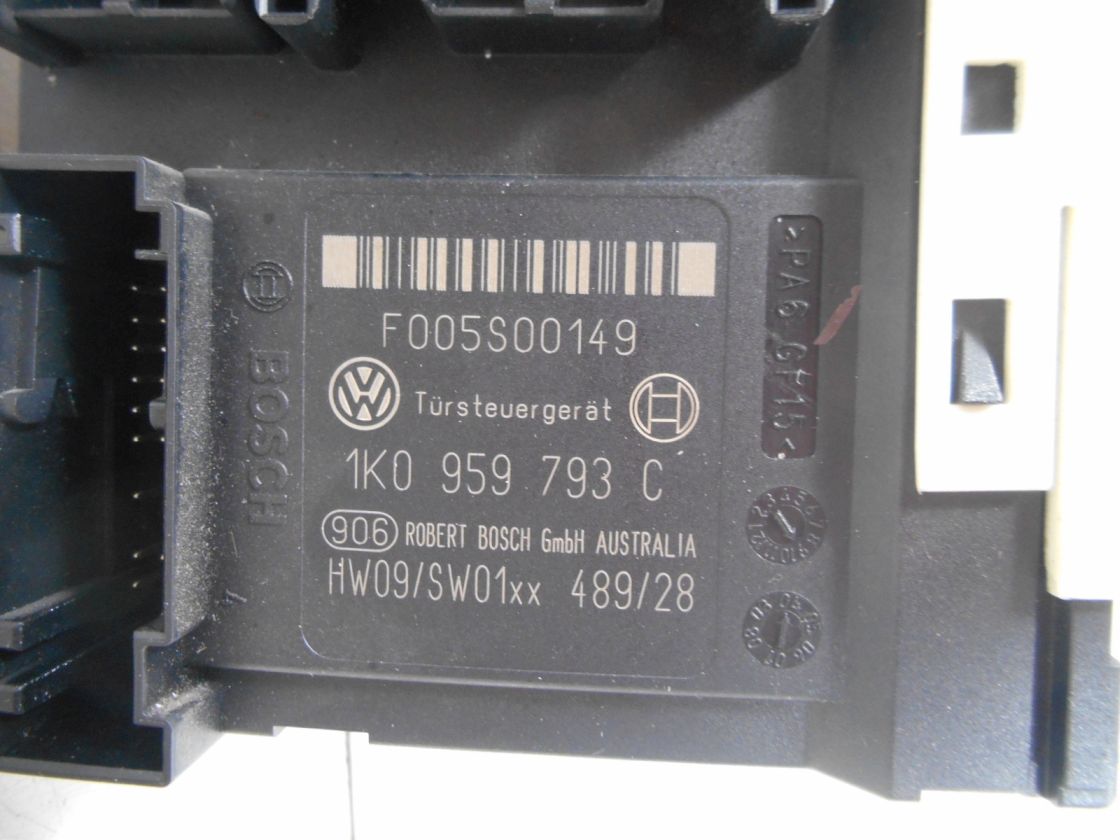 F005S00149
Türsteuergerät
1K0 959 793 C
906 ROBERT BOSCH GmbH AUSTRALIA
HW09/SW01xx 489/28
BOSCH
>PA6 GF15<